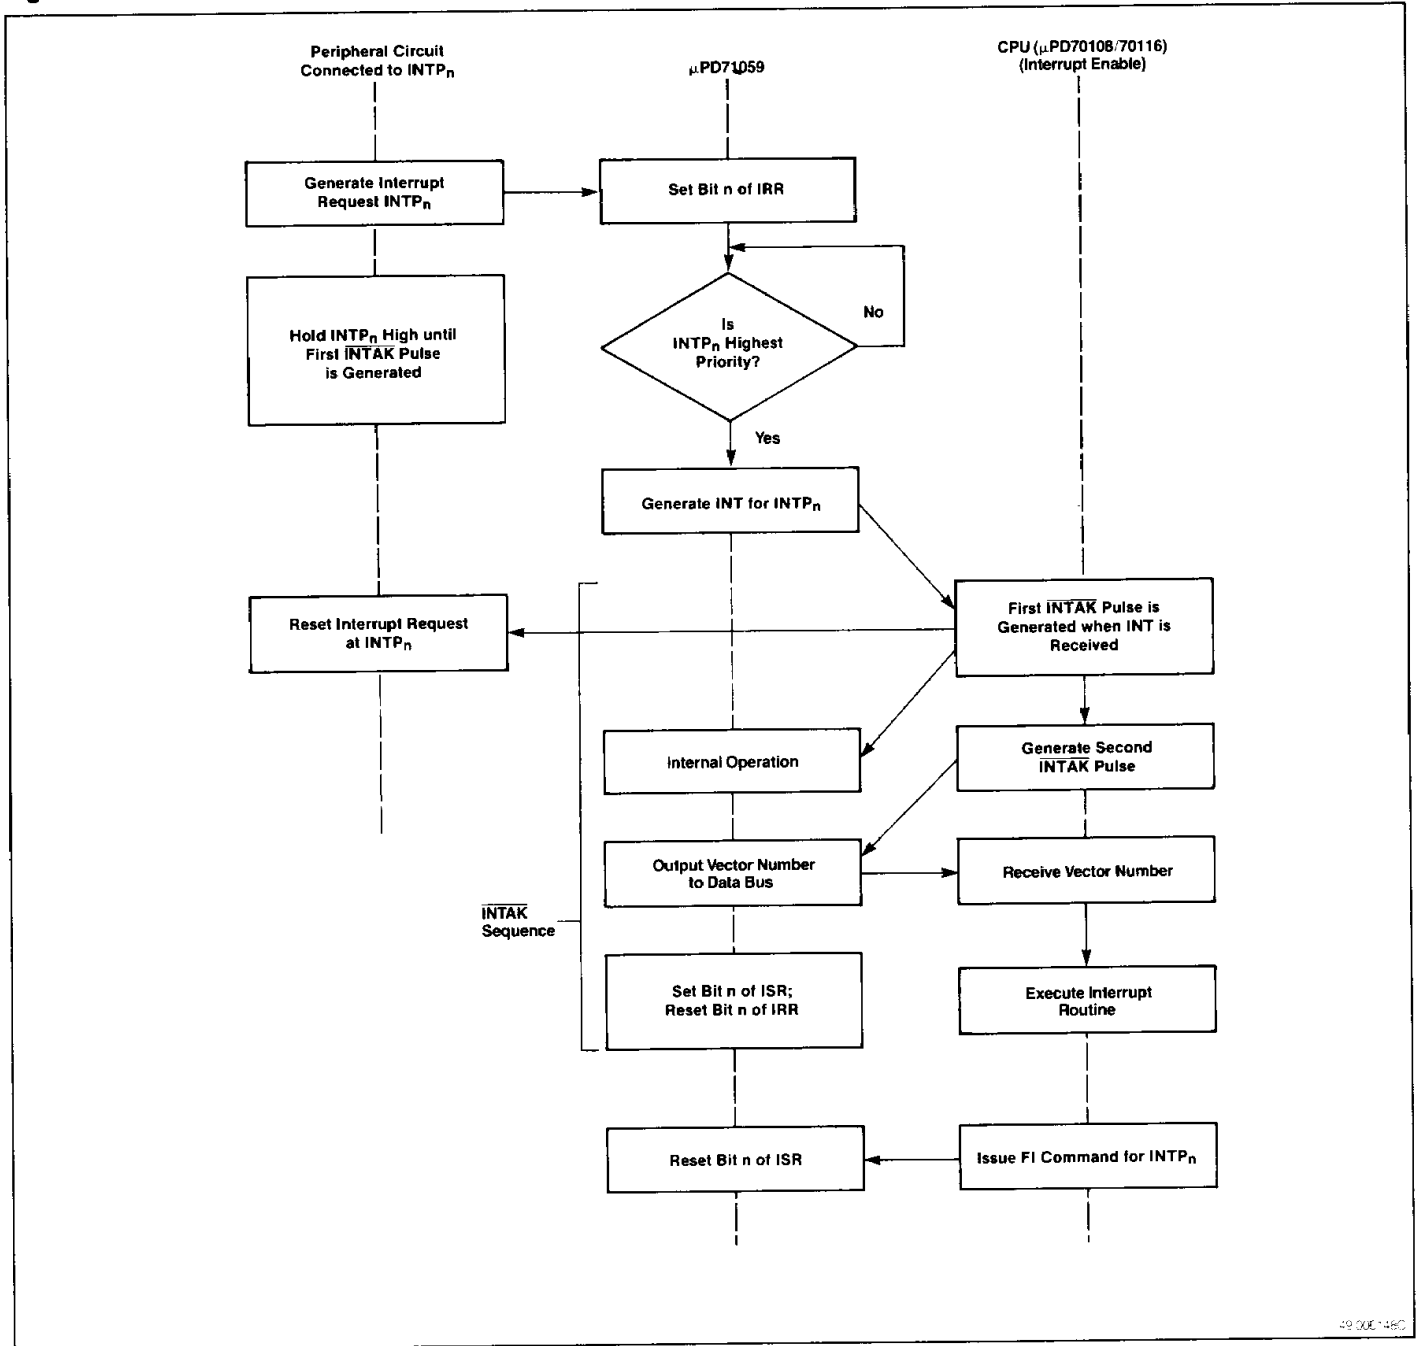 Peripheral Circuit
Connected to INTPn
μPD71059
CPU (μPD70108/70116)
(Interrupt Enable)
Generate Interrupt
Request INTPn
Set Bit n of IRR
Hold INTPn High until
First INTAK Pulse
is Generated
Is
INTPn Highest
Priority?
No
Yes
Generate INT for INTPn
First INTAK Pulse is
Generated when INT is
Received
Reset Interrupt Request
at INTPn
Internal Operation
Generate Second
INTAK Pulse
Output Vector Number
to Data Bus
Receive Vector Number
INTAK
Sequence
Set Bit n of ISR;
Reset Bit n of IRR
Execute Interrupt
Routine
Reset Bit n of ISR
Issue FI Command for INTPn